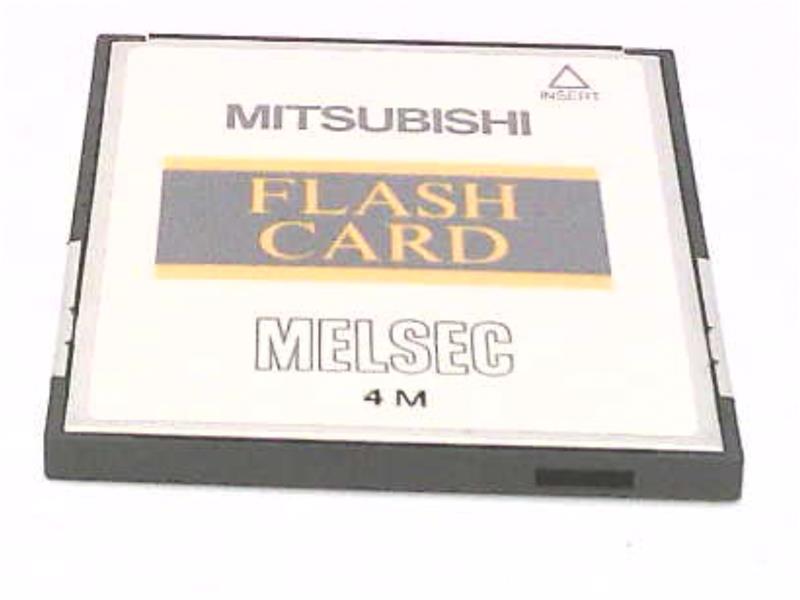 INSERT
MITSUBISHI
FLASH
CARD
MELSEC
4 M